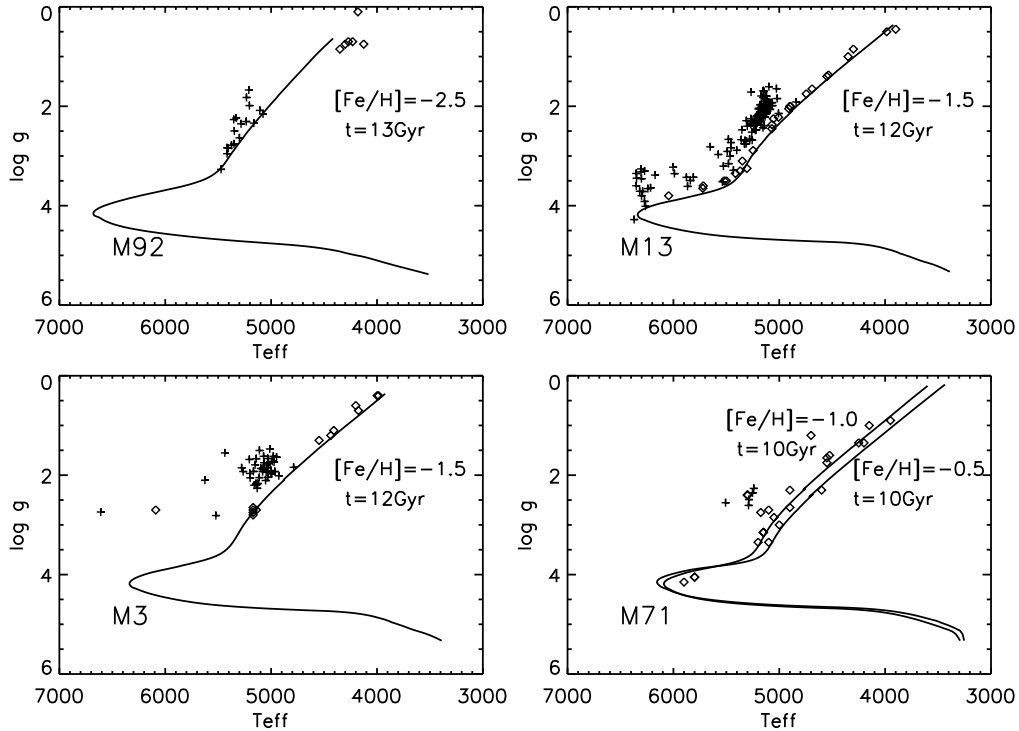 0
2
4
6
log g
[Fe/H]=−2.5
t=13Gyr
M92
7000 6000 5000 4000 3000
Teff
0
2
4
6
log g
[Fe/H]=−1.5
t=12Gyr
M13
7000 6000 5000 4000 3000
Teff
0
2
4
6
log g
[Fe/H]=−1.5
t=12Gyr
M3
7000 6000 5000 4000 3000
Teff
0
2
4
6
log g
[Fe/H]=−1.0
t=10Gyr
[Fe/H]=−0.5
t=10Gyr
M71
7000 6000 5000 4000 3000
Teff